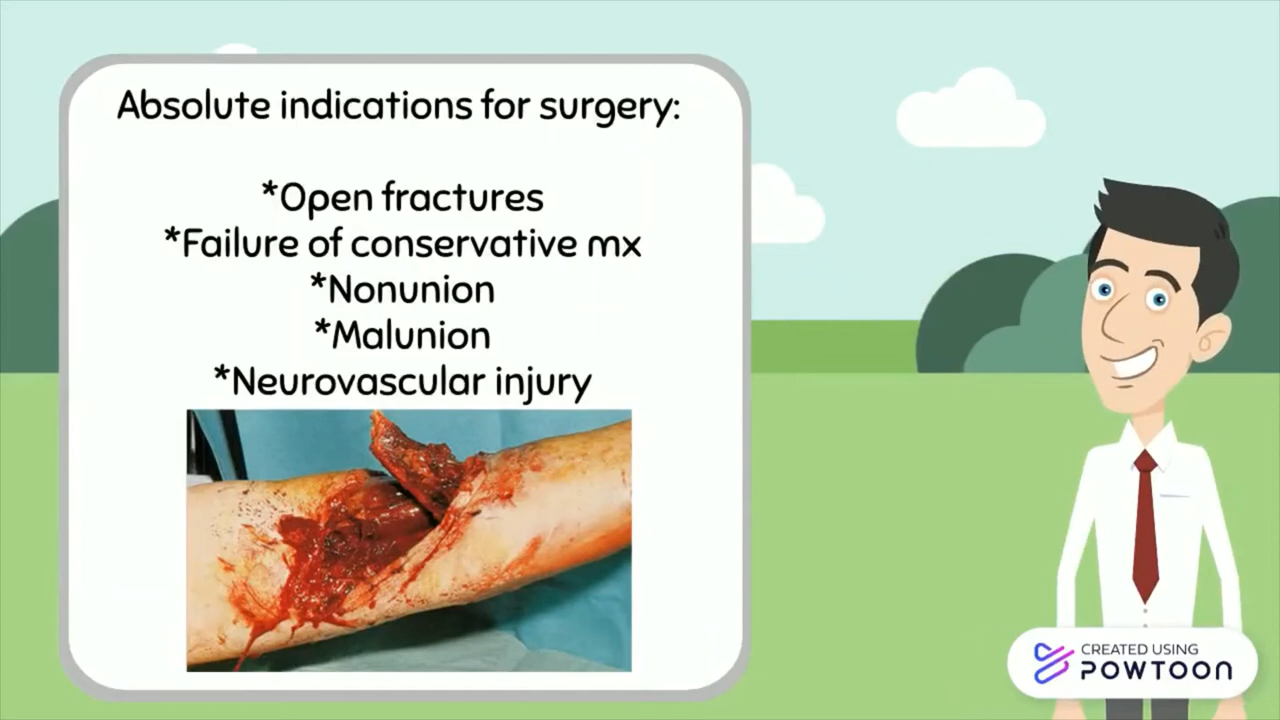 Absolute indications for surgery:
*Open fractures
*Failure of conservative mx
*Nonunion
*Malunion
*Neurovascular injury
CREATED USING
POWTOON